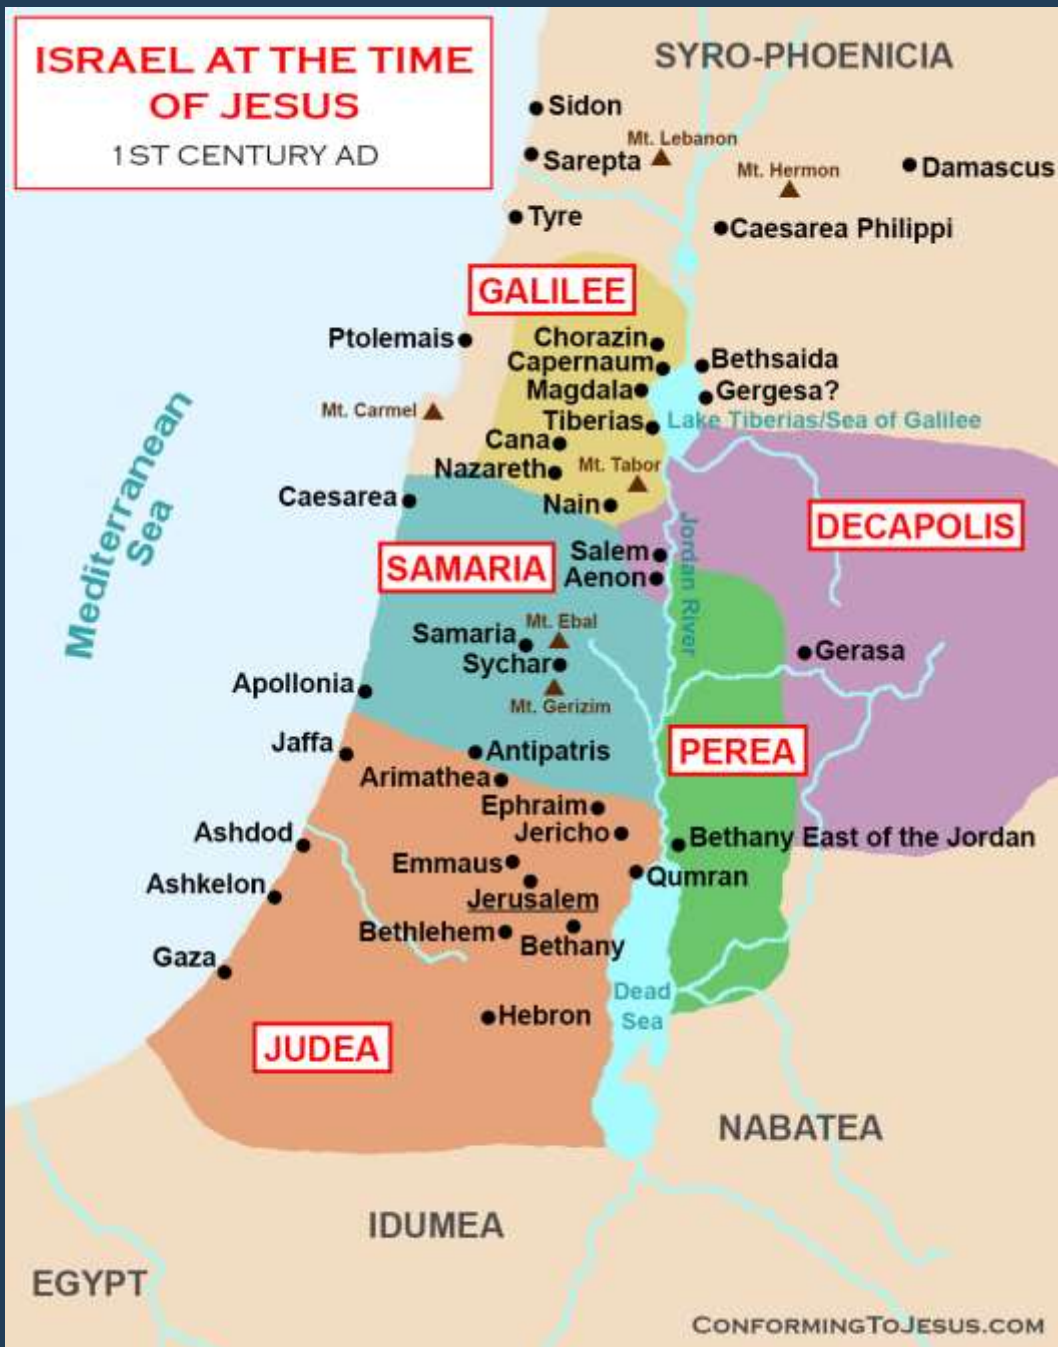 ISRAEL AT THE TIME
OF JESUS
1ST CENTURY AD
SYRO-PHOENICIA
Sidon
Mt. Lebanon
Sarepta
Mt. Hermon
Damascus
Tyre
Caesarea Philippi
GALILEE
Ptolemais
Chorazin
Capernaum
Bethsaida
Magdala
Gergesa?
Mt. Carmel
Tiberias
Lake Tiberias/Sea of Galilee
Cana
Nazareth
Mt. Tabor
Mediterranean
Sea
Caesarea
Nain
DECAPOLIS
Jordan River
SAMARIA
Salem
Aenon
Mt. Ebal
Samaria
Sychar
Gerasa
Apollonia
Mt. Gerizim
Jaffa
Antipatris
PEREA
Arimathea
Ephraim
Ashdod
Jericho
Bethany East of the Jordan
Emmaus
Qumran
Ashkelon
Jerusalem
Bethlehem
Bethany
Gaza
Dead
Sea
Hebron
JUDEA
NABATEA
IDUMEA
EGYPT
CONFORMINGTOJESUS.COM